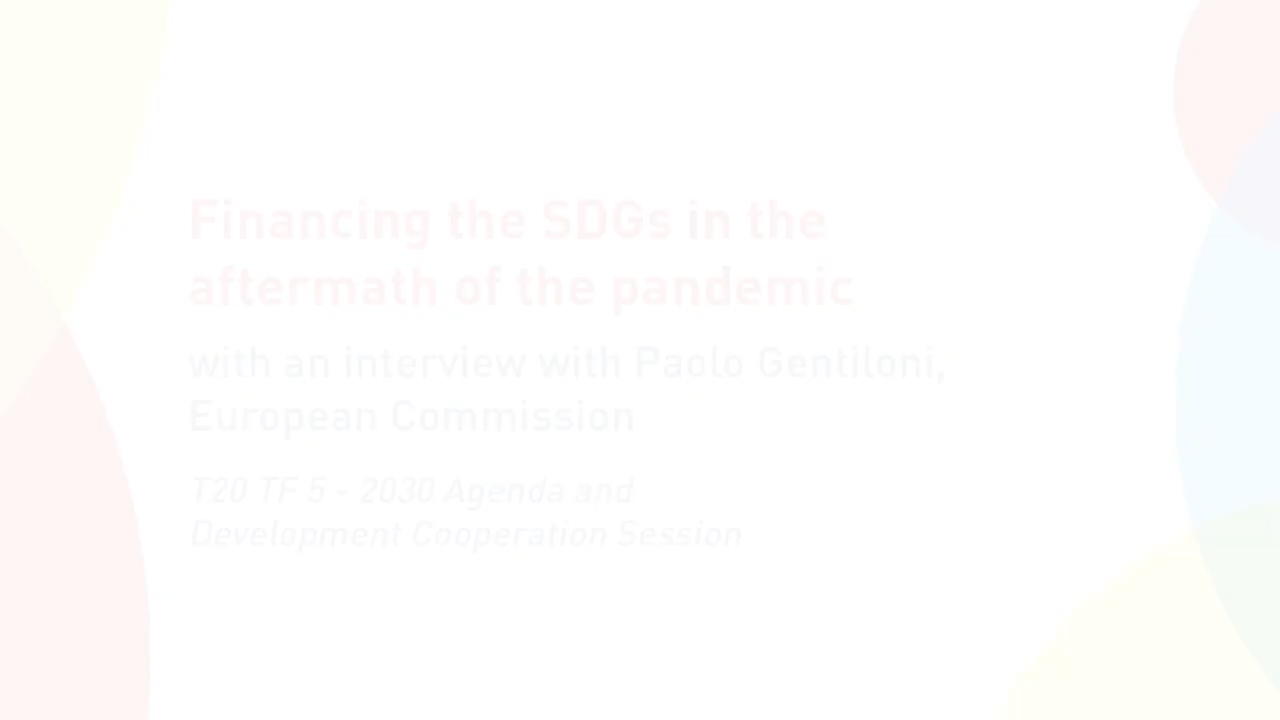 Financing the SDGs in the
aftermath of the pandemic
with an interview with Paolo Gentiloni,
European Commission
T20 TF 5 - 2030 Agenda and
Development Cooperation Session